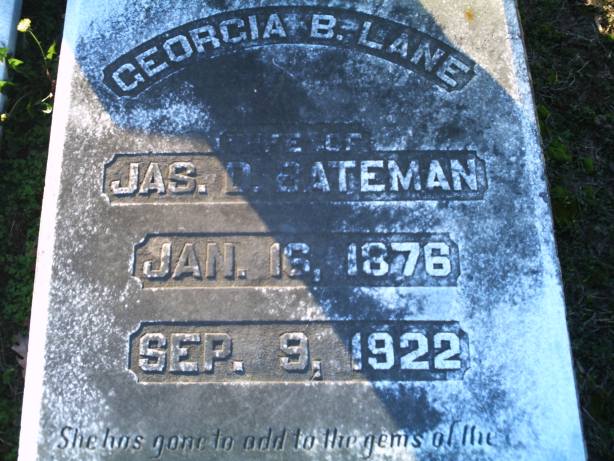 GEORGIA B. LANE
WIFE OF
JAS. D. BATEMAN
JAN. 16, 1876
SEP. 9, 1922
She has gone to add to the gems of the